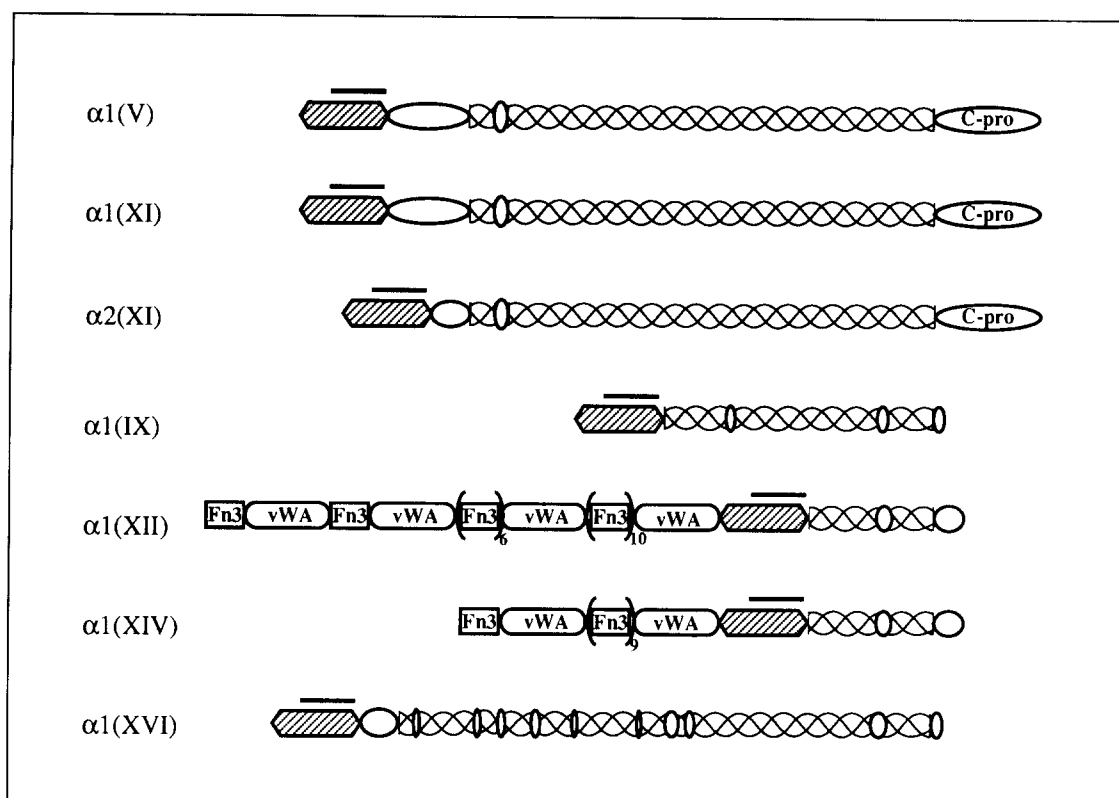 α1(V) C-pro
α1(XI) C-pro
α2(XI) C-pro
α1(IX)
α1(XII) Fn3 vWA Fn3 vWA (Fn3)6 vWA (Fn3)10 vWA
α1(XIV) Fn3 vWA (Fn3)9 vWA
α1(XVI)